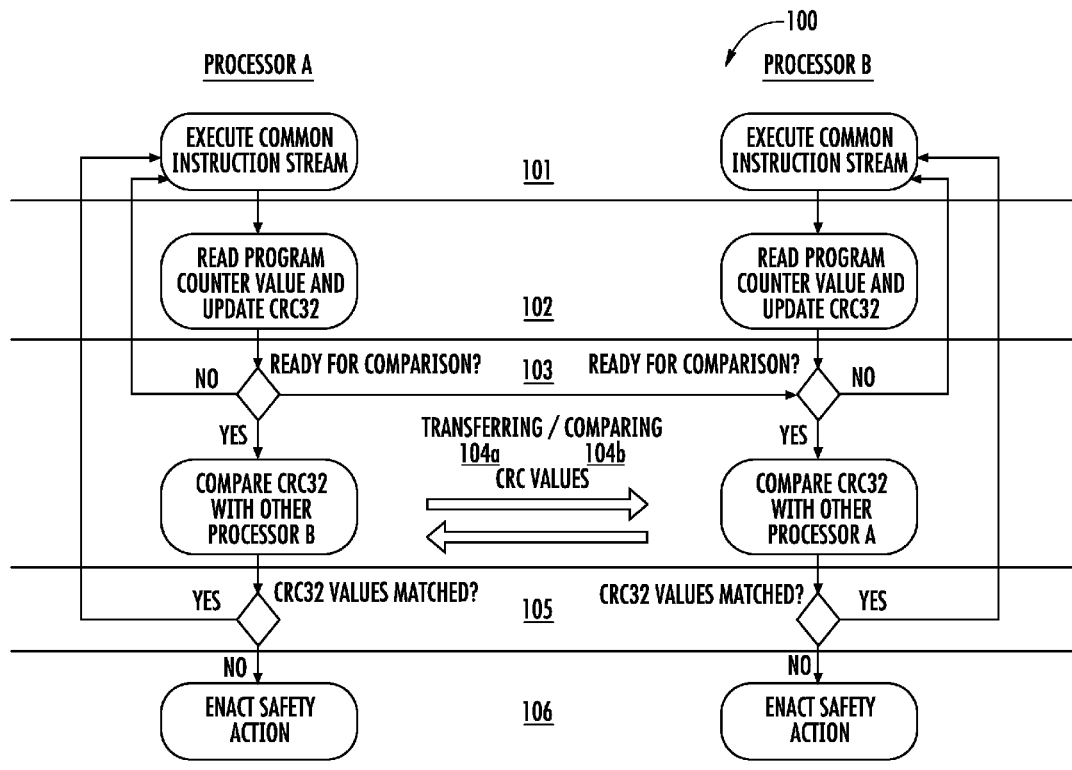 100
PROCESSOR A
PROCESSOR B
EXECUTE COMMON
INSTRUCTION STREAM
EXECUTE COMMON
INSTRUCTION STREAM
101
READ PROGRAM
COUNTER VALUE AND
UPDATE CRC32
READ PROGRAM
COUNTER VALUE AND
UPDATE CRC32
102
READY FOR COMPARISON?
READY FOR COMPARISON?
NO
103
NO
YES
YES
TRANSFERRING / COMPARING
104a
104b
CRC VALUES
COMPARE CRC32
WITH OTHER
PROCESSOR B
COMPARE CRC32
WITH OTHER
PROCESSOR A
YES
CRC32 VALUES MATCHED?
105
CRC32 VALUES MATCHED?
YES
NO
NO
ENACT SAFETY
ACTION
106
ENACT SAFETY
ACTION